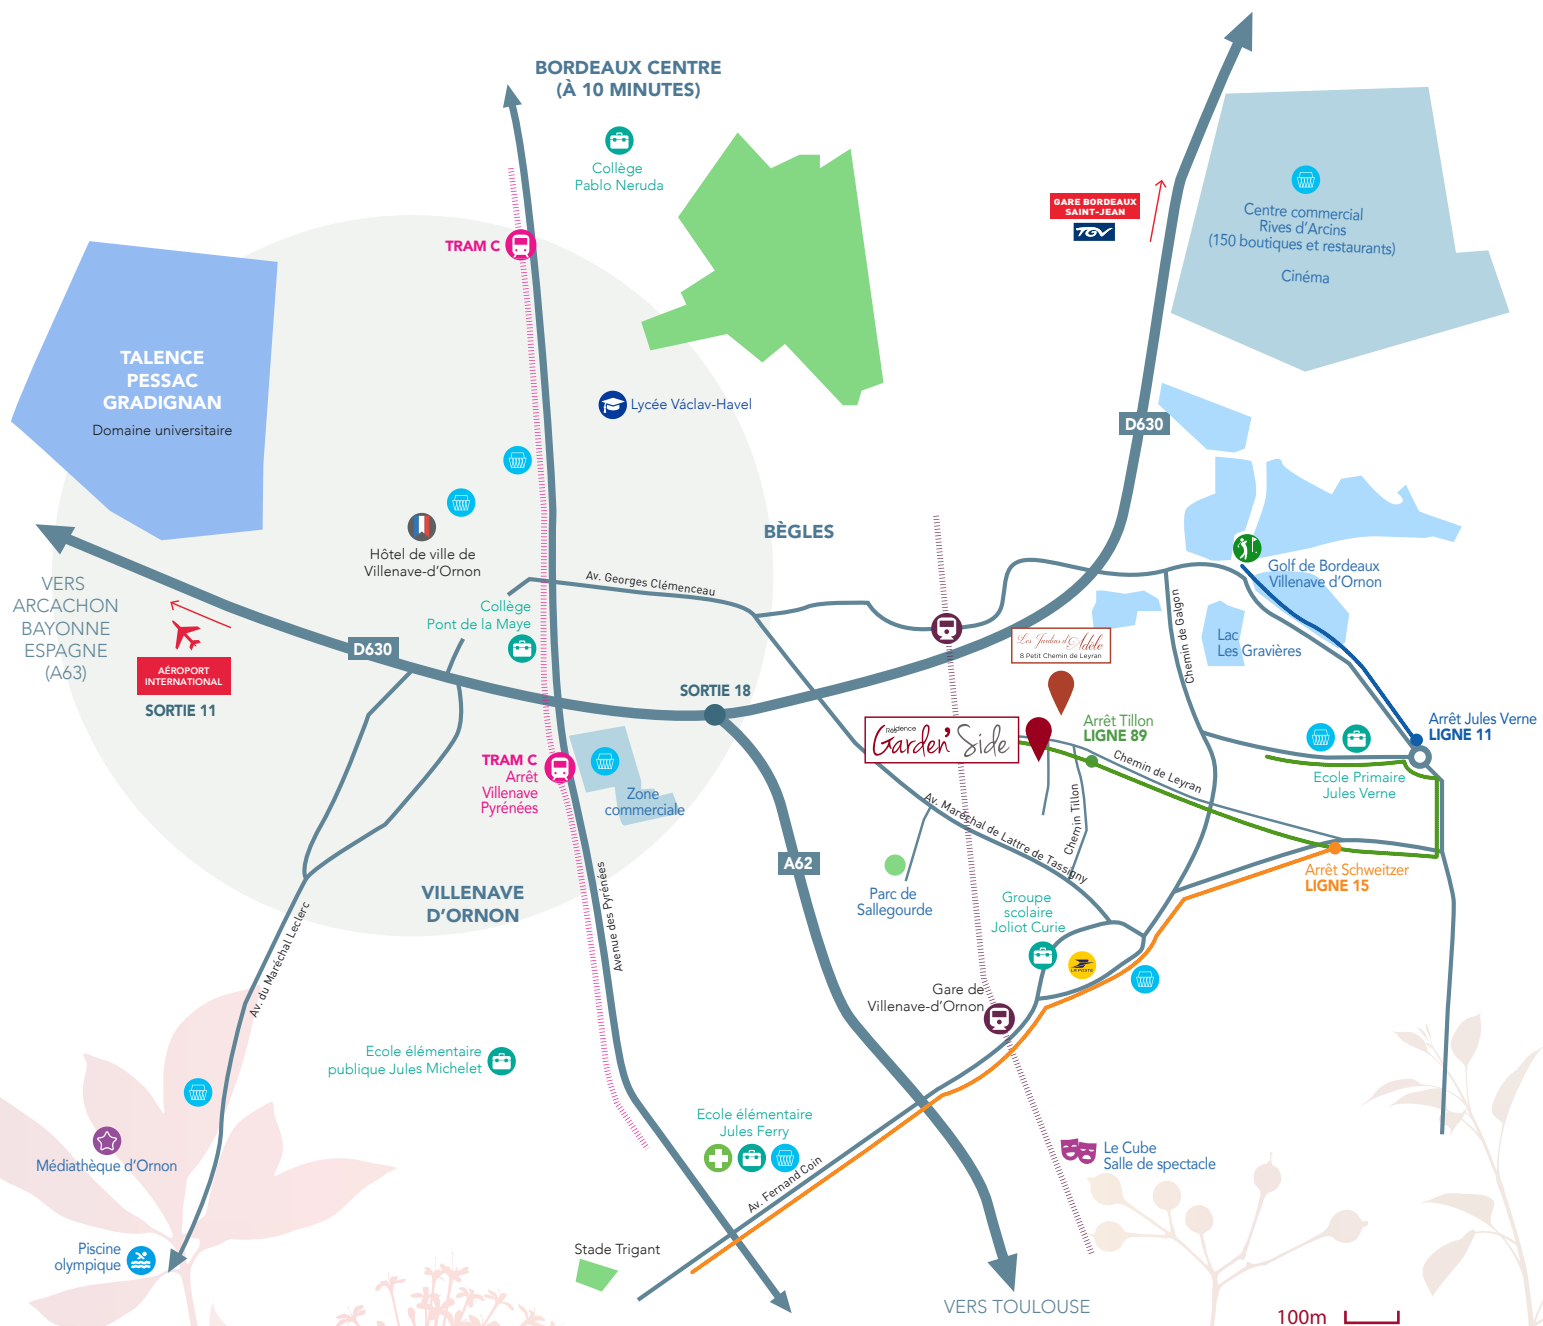 BORDEAUX CENTRE
(À 10 MINUTES)
Collège
Pablo Neruda
TRAM C
GARE BORDEAUX
SAINT-JEAN
TGV
Centre commercial
Rives d'Arcins
(150 boutiques et restaurants)
Cinéma
TALENCE
PESSAC
GRADIGNAN
Domaine universitaire
Lycée Václav-Havel
D630
BÈGLES
Hôtel de ville de
Villenave-d'Ornon
Av. Georges Clémenceau
Golf de Bordeaux
Villenave d'Ornon
VERS
ARCACHON
BAYONNE
ESPAGNE
(A63)
Collège
Pont de la Maye
D630
AÉROPORT
INTERNATIONAL
SORTIE 11
SORTIE 18
Les Jardins d'Adèle
8 Petit Chemin de Leyran
Chemin de Galgon
Lac
Les Gravières
Résidence
Garden' Side
Arrêt Tillon
LIGNE 89
Arrêt Jules Verne
LIGNE 11
TRAM C
Arrêt
Villenave
Pyrénées
Zone
commerciale
Chemin de Leyran
Ecole Primaire
Jules Verne
Av. Maréchal de Lattre de Tassigny
Chemin Tillon
A62
Arrêt Schweitzer
LIGNE 15
VILLENAVE
D'ORNON
Avenue des Pyrénées
Parc de
Sallegourde
Groupe
scolaire
Joliot Curie
LA POSTE
Av. du Maréchal Leclerc
Gare de
Villenave-d'Ornon
Ecole élémentaire
publique Jules Michelet
Ecole élémentaire
Jules Ferry
Médiathèque d'Ornon
Le Cube
Salle de spectacle
Av. Fernand Coin
Piscine
olympique
Stade Trigant
VERS TOULOUSE
100m